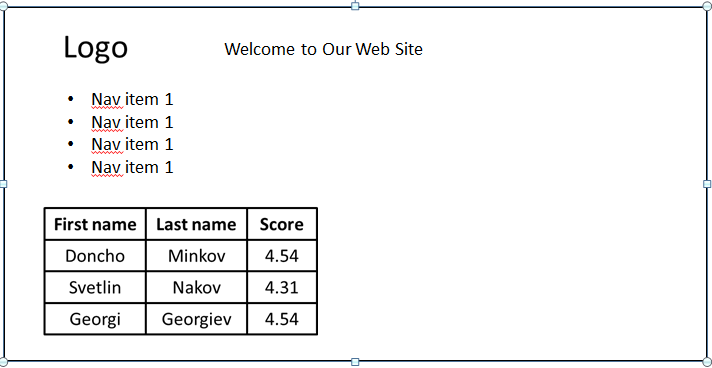 Logo
Welcome to Our Web Site
• Nav item 1
• Nav item 1
• Nav item 1
• Nav item 1
First name Last name Score
Doncho Minkov 4.54
Svetlin Nakov 4.31
Georgi Georgiev 4.54